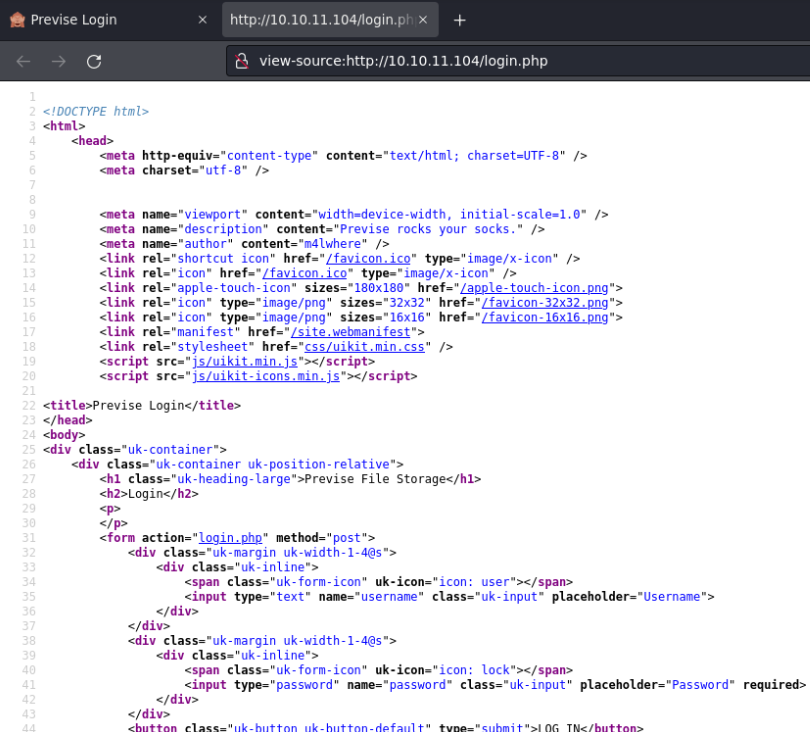 Previse Login
http://10.10.11.104/login.ph
view-source:http://10.10.11.104/login.php
1
2 <!DOCTYPE html>
3 <html>
4 <head>
5 <meta http-equiv="content-type" content="text/html; charset=UTF-8" />
6 <meta charset="utf-8" />
7
8
9 <meta name="viewport" content="width=device-width, initial-scale=1.0" />
10 <meta name="description" content="Previse rocks your socks." />
11 <meta name="author" content="m4lwhere" />
12 <link rel="shortcut icon" href="/favicon.ico" type="image/x-icon" />
13 <link rel="icon" href="/favicon.ico" type="image/x-icon" />
14 <link rel="apple-touch-icon" sizes="180x180" href="/apple-touch-icon.png">
15 <link rel="icon" type="image/png" sizes="32x32" href="/favicon-32x32.png">
16 <link rel="icon" type="image/png" sizes="16x16" href="/favicon-16x16.png">
17 <link rel="manifest" href="/site.webmanifest">
18 <link rel="stylesheet" href="css/uikit.min.css" />
19 <script src="js/uikit.min.js"></script>
20 <script src="js/uikit-icons.min.js"></script>
21
22 <title>Previse Login</title>
23 </head>
24 <body>
25 <div class="uk-container">
26 <div class="uk-container uk-position-relative">
27 <h1 class="uk-heading-large">Previse File Storage</h1>
28 <h2>Login</h2>
29 <p>
30 </p>
31 <form action="login.php" method="post">
32 <div class="uk-margin uk-width-1-4@s">
33 <div class="uk-inline">
34 <span class="uk-form-icon" uk-icon="icon: user"></span>
35 <input type="text" name="username" class="uk-input" placeholder="Username">
36 </div>
37 </div>
38 <div class="uk-margin uk-width-1-4@s">
39 <div class="uk-inline">
40 <span class="uk-form-icon" uk-icon="icon: lock"></span>
41 <input type="password" name="password" class="uk-input" placeholder="Password" required>
42 </div>
43 </div>
44 <button class="uk-button uk-button-default" type="submit">LOG IN</button>